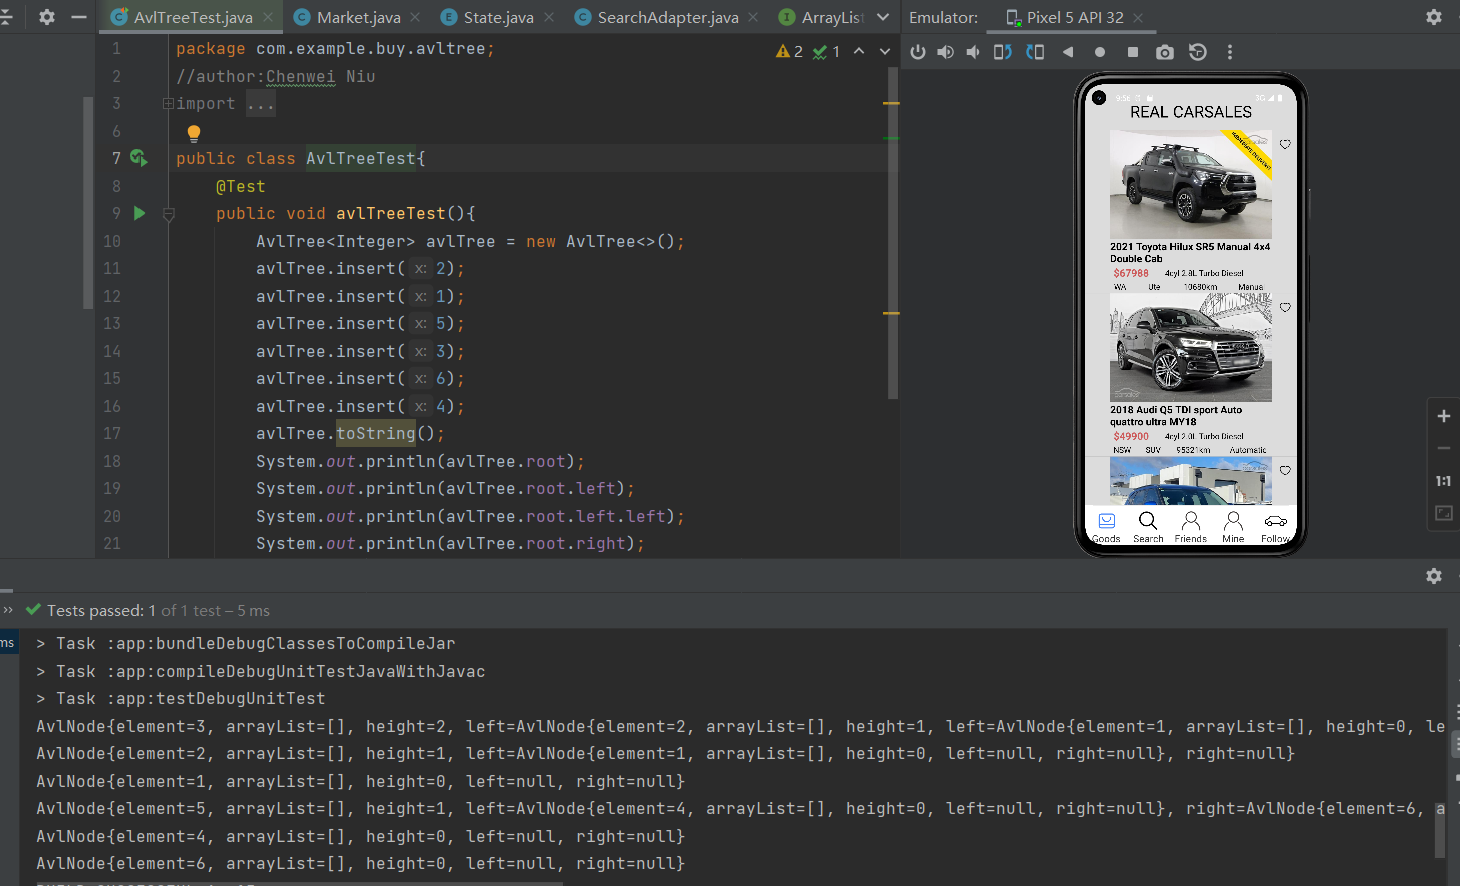 AvlTreeTest.java
Market.java
State.java
SearchAdapter.java
ArrayLis
Emulator:
Pixel 5 API 32
1 package com.example.buy.avltree;
2 1
2 //author:Chenwei Niu
3 import ...
6
7 public class AvlTreeTest{
8 @Test
9 public void avlTreeTest(){
10 AvlTree<Integer> avlTree = new AvlTree<>();
11 avlTree.insert( x: 2);
12 avlTree.insert( x: 1);
13 avlTree.insert( x: 5);
14 avlTree.insert( x: 3);
15 avlTree.insert( x: 6);
16 avlTree.insert( x: 4);
17 avlTree.toString();
18 System.out.println(avlTree.root);
19 System.out.println(avlTree.root.left);
20 System.out.println(avlTree.root.left.left);
21 System.out.println(avlTree.root.right);
9:56
3G
REAL CARSALES
2021 Toyota Hilux SR5 Manual 4x4
Double Cab
$67988 4cyl 2.8L Turbo Diesel
WA Ute 10680km Manual
2018 Audi Q5 TDI sport Auto
quattro ultra MY18
$49900 4cyl 2.0L Turbo Diesel
NSW SUV 95321km Automatic
Goods Search Friends Mine Follow
1:1
Tests passed: 1 of 1 test – 5 ms
ms
> Task :app:bundleDebugClassesToCompileJar
> Task :app:compileDebugUnitTestJavaWithJavac
> Task :app:testDebugUnitTest
AvlNode{element=3, arrayList=[], height=2, left=AvlNode{element=2, arrayList=[], height=1, left=AvlNode{element=1, arrayList=[], height=0, le
AvlNode{element=2, arrayList=[], height=1, left=AvlNode{element=1, arrayList=[], height=0, left=null, right=null}, right=null}
AvlNode{element=1, arrayList=[], height=0, left=null, right=null}
AvlNode{element=5, arrayList=[], height=1, left=AvlNode{element=4, arrayList=[], height=0, left=null, right=null}, right=AvlNode{element=6, a
AvlNode{element=4, arrayList=[], height=0, left=null, right=null}
AvlNode{element=6, arrayList=[], height=0, left=null, right=null}